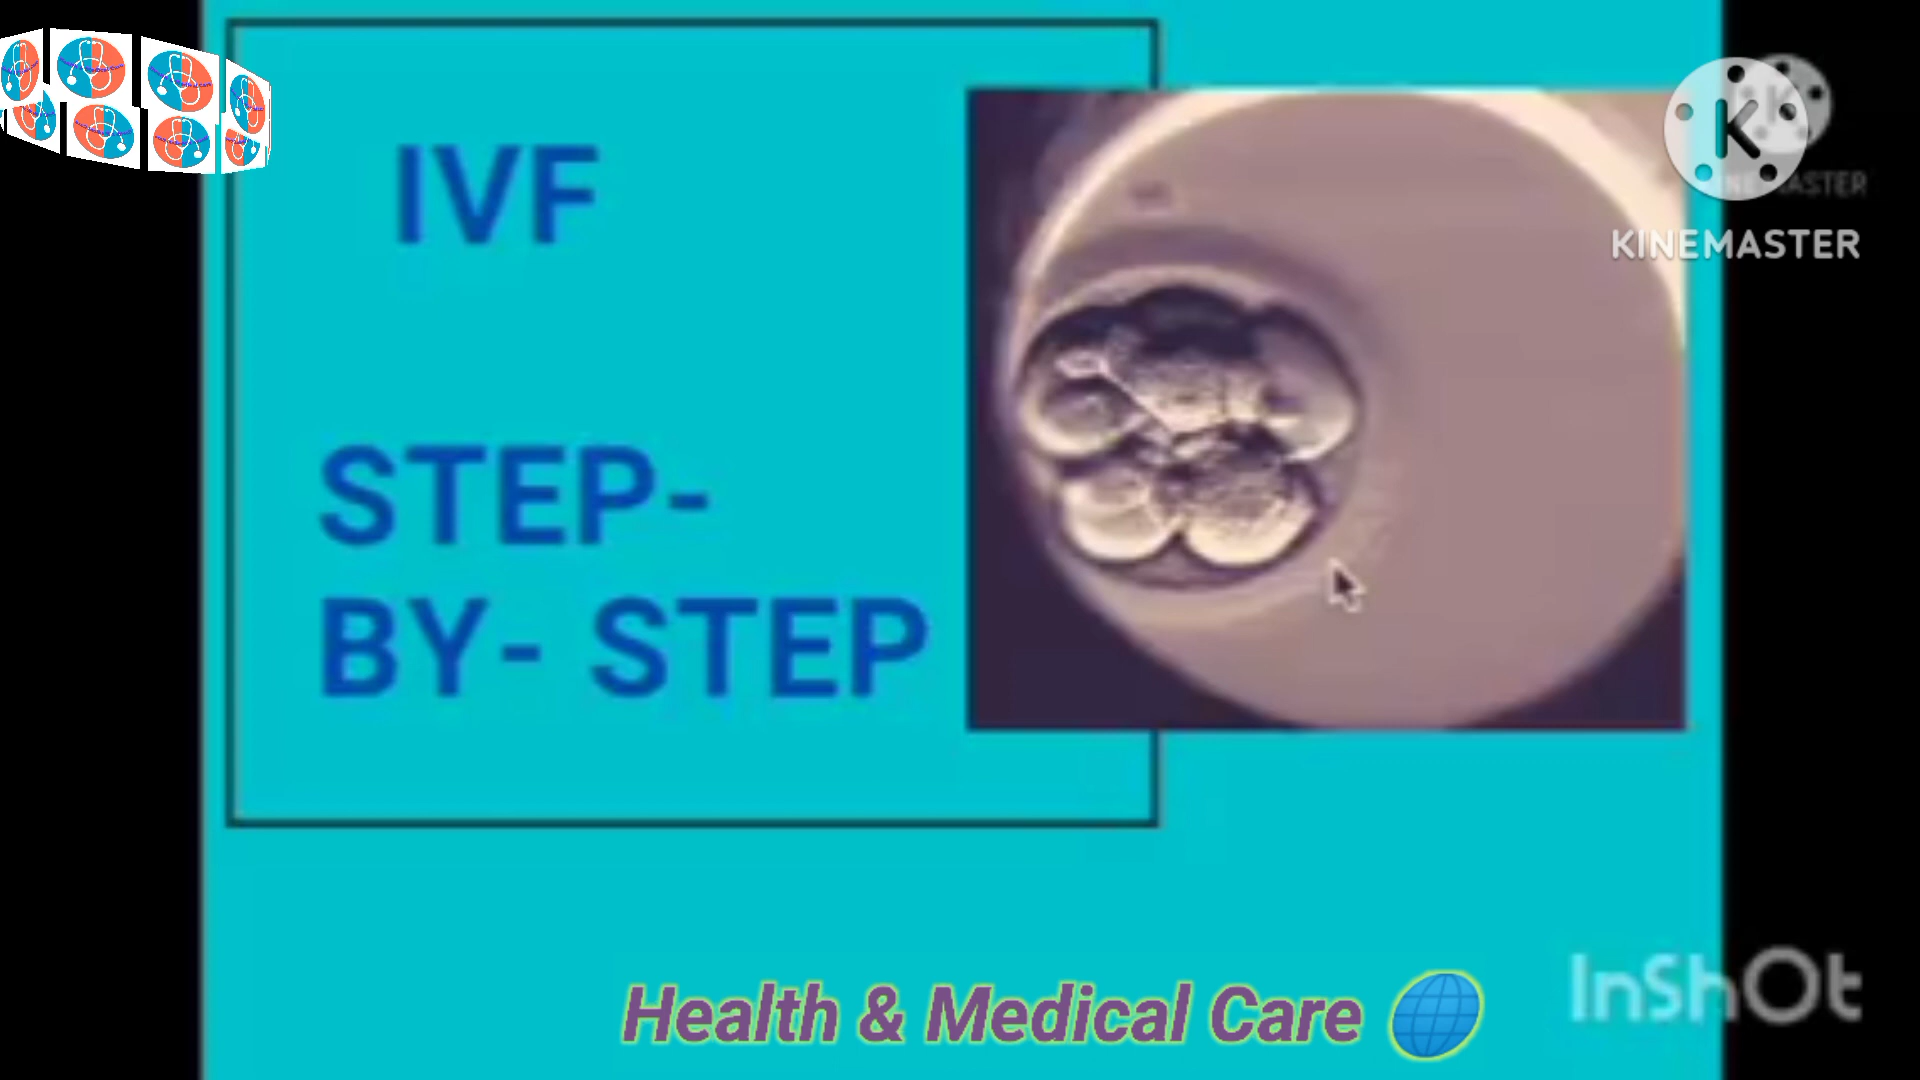 IVF
STEP-
BY- STEP
KINEMASTER
Health & Medical Care
InShOt